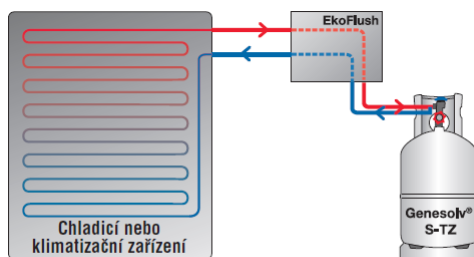 EkoFlush
Chladicí nebo
klimatizační zařízení
Genesolv®
S-TZ